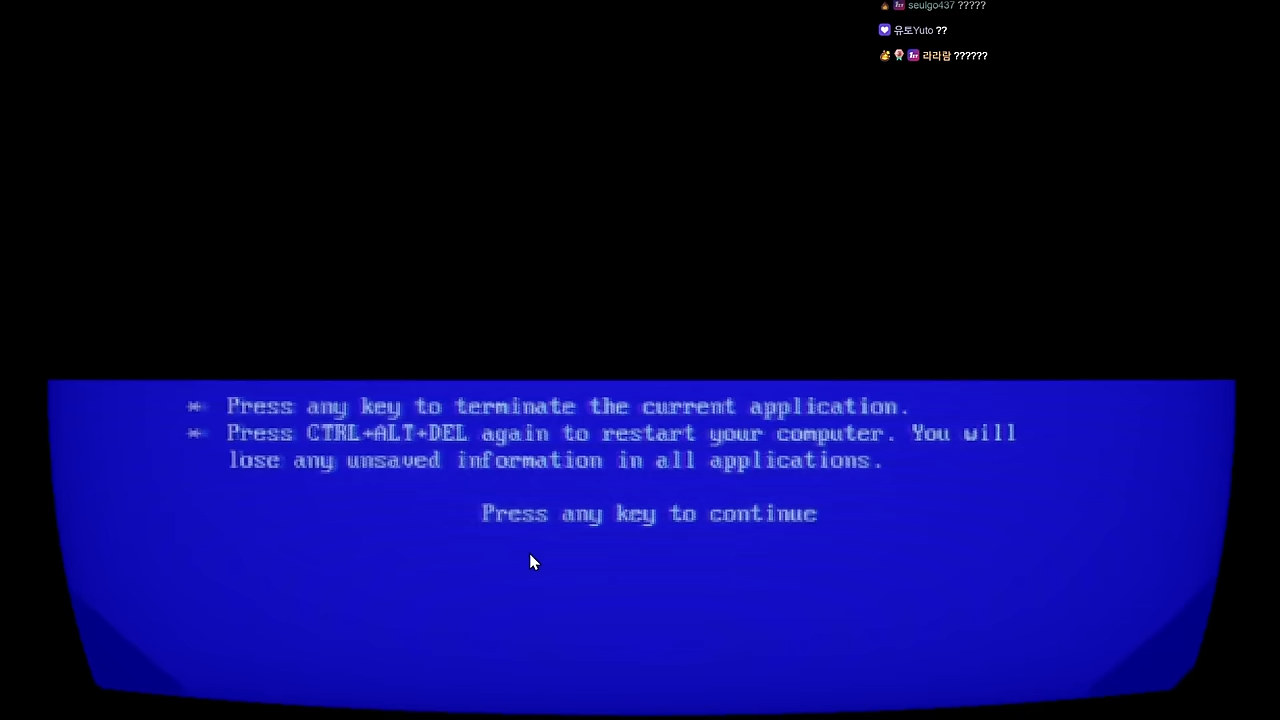 seulgo437 ?????
유토Yuto ??
라리람 ??????
* Press any key to terminate the current application.
* Press CTRL+ALT+DEL again to restart your computer. You will
lose any unsaved information in all applications.
Press any key to continue